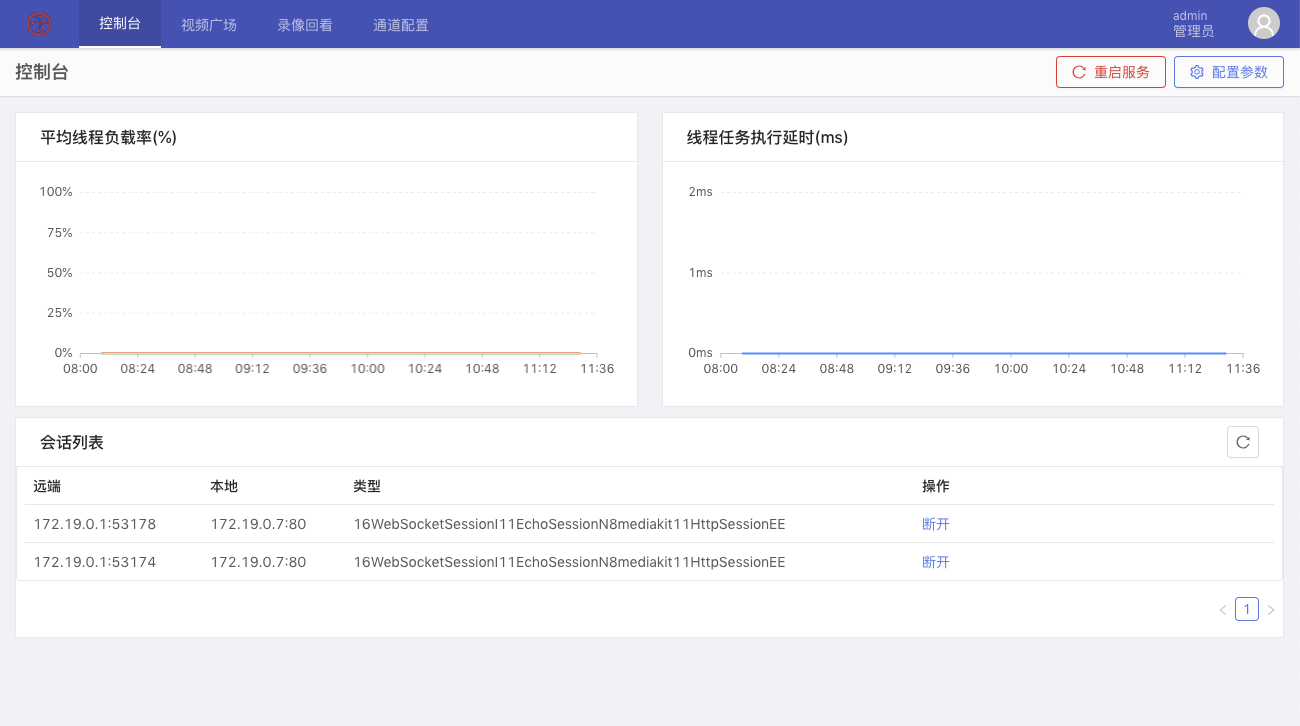 控制台 视频广场 录像回看 通道配置
admin
管理员
控制台 重启服务 配置参数
平均线程负载率(%)
100%
75%
50%
25%
0%
08:00 08:24 08:48 09:12 09:36 10:00 10:24 10:48 11:12 11:36
线程任务执行延时(ms)
2ms
1ms
0ms
08:00 08:24 08:48 09:12 09:36 10:00 10:24 10:48 11:12 11:36
会话列表
远端 本地 类型 操作
172.19.0.1:53178 172.19.0.7:80 16WebSocketSessionI11EchoSessionN8mediakit11HttpSessionEE 断开
172.19.0.1:53174 172.19.0.7:80 16WebSocketSessionI11EchoSessionN8mediakit11HttpSessionEE 断开
1